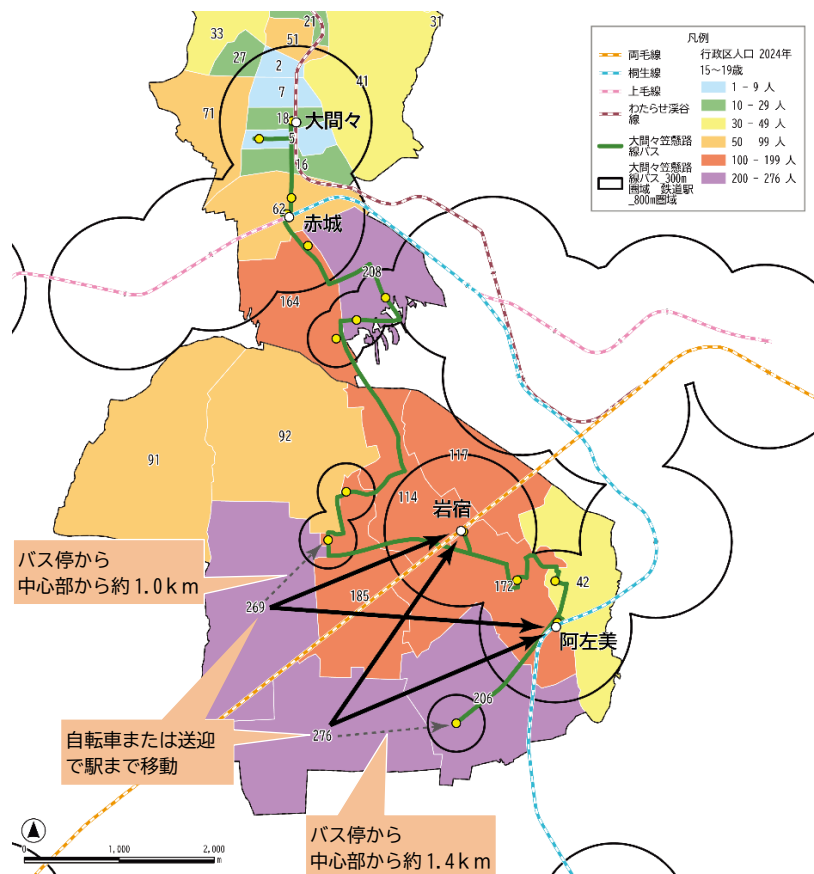 凡例
両毛線
桐生線
上毛線
わたらせ渓谷
線
大間々笠懸路
線バス
大間々笠懸路
線バス_300m
圏域 鉄道駅
_800m圏域
行政区人口 2024年
15～19歳
1 - 9 人
10 - 29 人
30 - 49 人
50 99 人
100 - 199 人
200 - 276 人
21
31
33
51
27
2
41
7
71
18
大間々
5
16
62
赤城
208
164
91
92
117
114
岩宿
バス停から
中心部から約1.0km
172
42
185
269
阿左美
206
276
自転車または送迎
で駅まで移動
バス停から
中心部から約1.4km
0
1,000
2,000
m